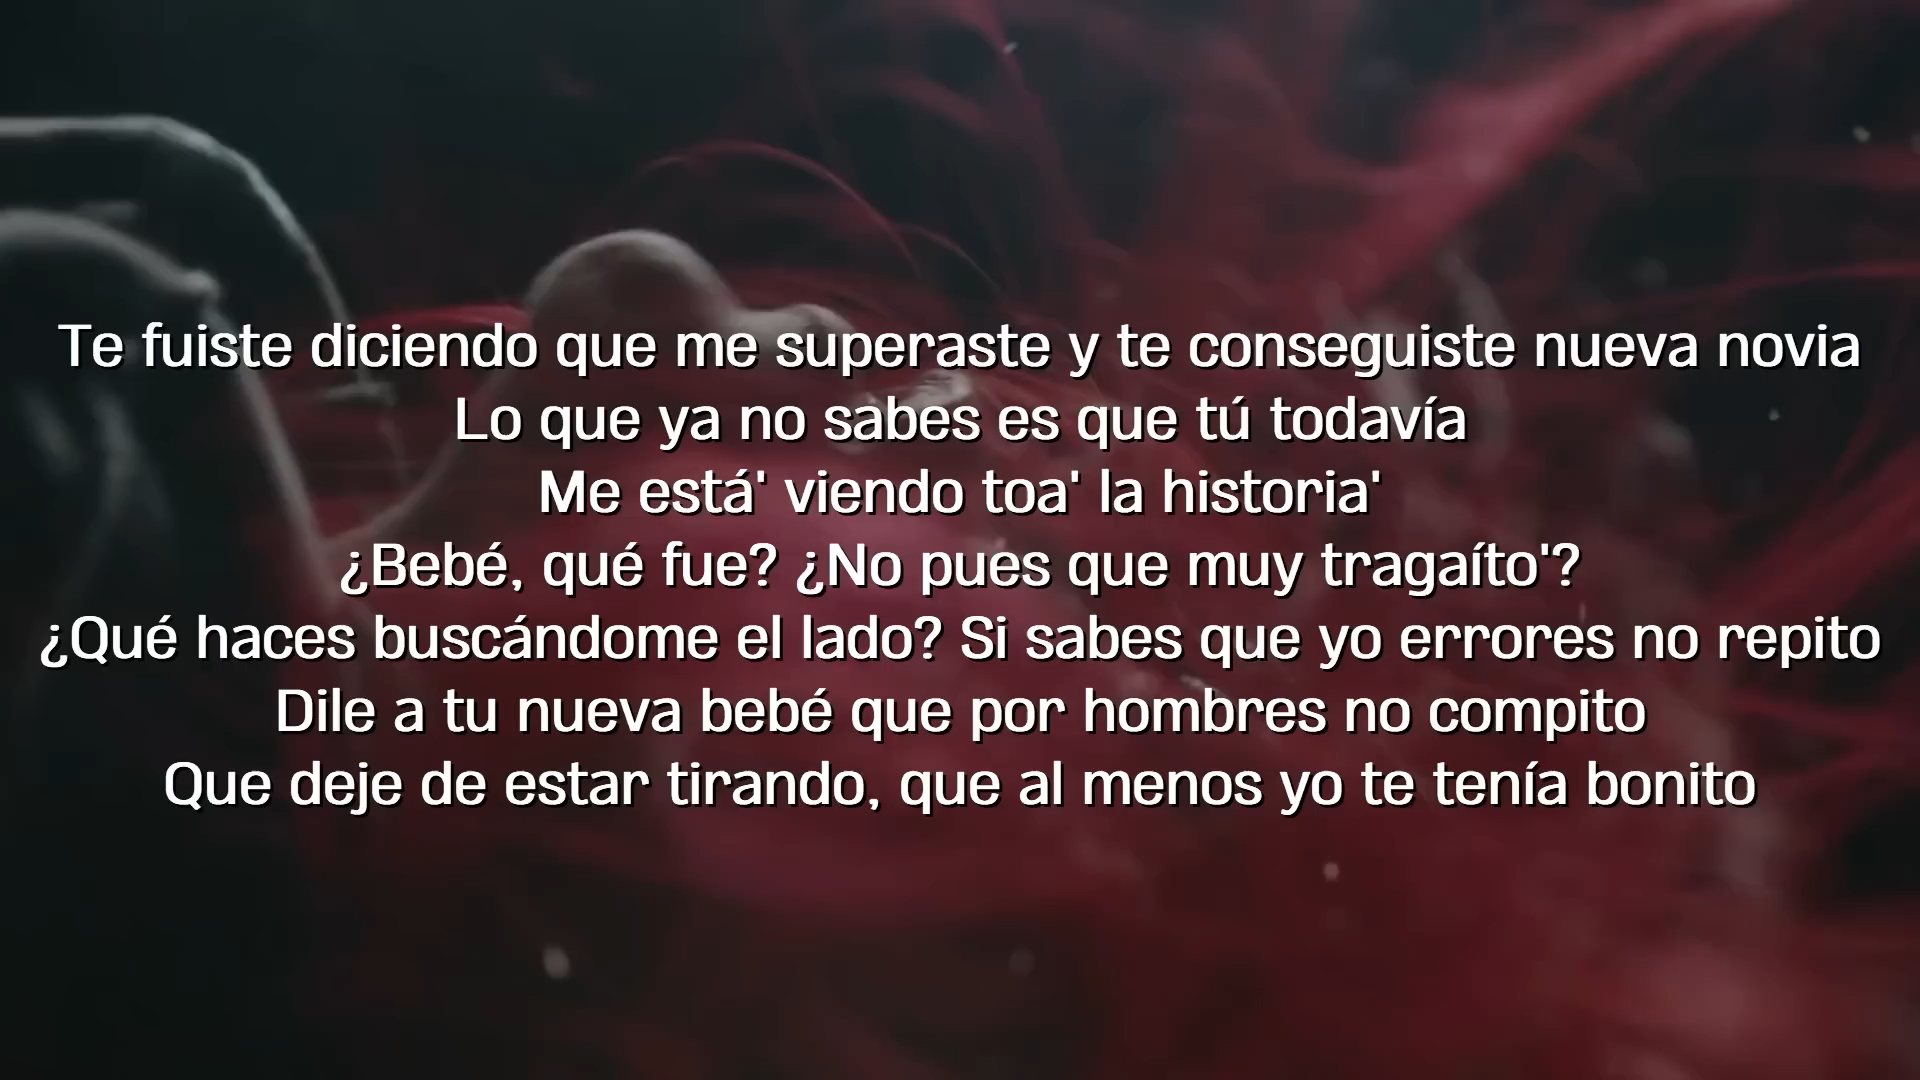 Te fuiste diciendo que me superaste y te conseguiste nueva novia
Lo que ya no sabes es que tú todavía
Me está' viendo toa' la historia'
¿Bebé, qué fue? ¿No pues que muy tragaíto'?
¿Qué haces buscándome el lado? Si sabes que yo errores no repito
Dile a tu nueva bebé que por hombres no compito
Que deje de estar tirando, que al menos yo te tenía bonito